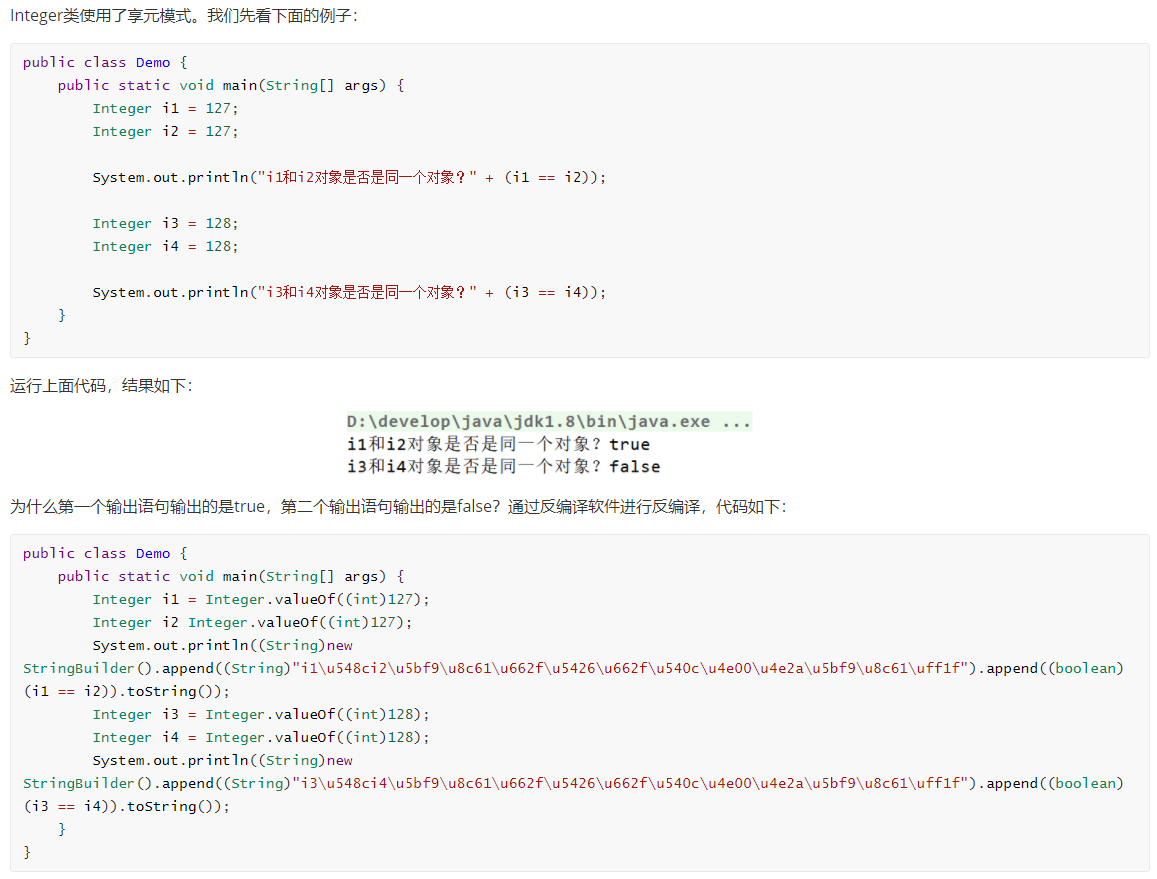 Integer类使用了享元模式。我们先看下面的例子：
public class Demo {
    public static void main(String[] args) {
        Integer i1 = 127;
        Integer i2 = 127;
        System.out.println("i1和i2对象是否是同一个对象？" + (i1 == i2));
        Integer i3 = 128;
        Integer i4 = 128;
        System.out.println("i3和i4对象是否是同一个对象？" + (i3 == i4));
    }
}
运行上面代码，结果如下：
D:\develop\java\jdk1.8\bin\java.exe ...
i1和i2对象是否是同一个对象？true
i3和i4对象是否是同一个对象？false
为什么第一个输出语句输出的是true，第二个输出语句输出的是false？通过反编译软件进行反编译，代码如下：
public class Demo {
    public static void main(String[] args) {
        Integer i1 = Integer.valueOf((int)127);
        Integer i2 Integer.valueOf((int)127);
        System.out.println((String)new
StringBuilder().append((String)"i1\u548ci2\u5bf9\u8c61\u662f\u5426\u662f\u540c\u4e00\u4e2a\u5bf9\u8c61\uff1f").append((boolean)
(i1 == i2)).toString());
        Integer i3 = Integer.valueOf((int)128);
        Integer i4 = Integer.valueOf((int)128);
        System.out.println((String)new
StringBuilder().append((String)"i3\u548ci4\u5bf9\u8c61\u662f\u5426\u662f\u540c\u4e00\u4e2a\u5bf9\u8c61\uff1f").append((boolean)
(i3 == i4)).toString());
    }
}